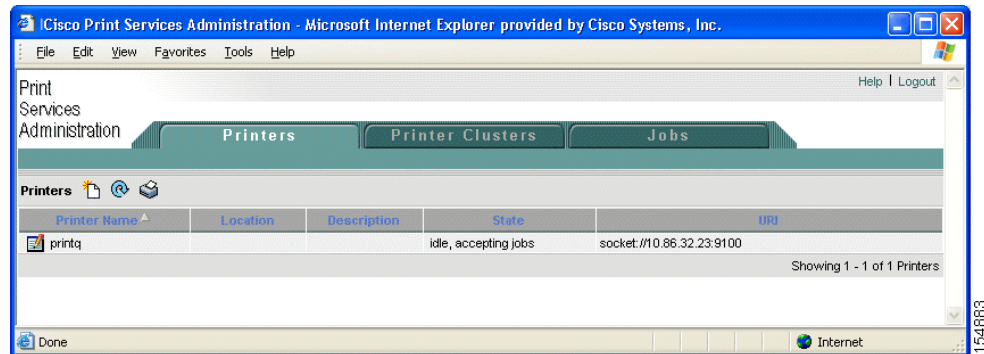 Cisco Print Services Administration - Microsoft Internet Explorer provided by Cisco Systems, Inc.
File Edit View Favorites Tools Help
Help | Logout
Print
Services
Administration
Printers Printer Clusters Jobs
Printers
Printer Name Location Description State URI
printq idle, accepting jobs socket://10.86.32.23:9100
Showing 1 - 1 of 1 Printers
Done Internet
154883